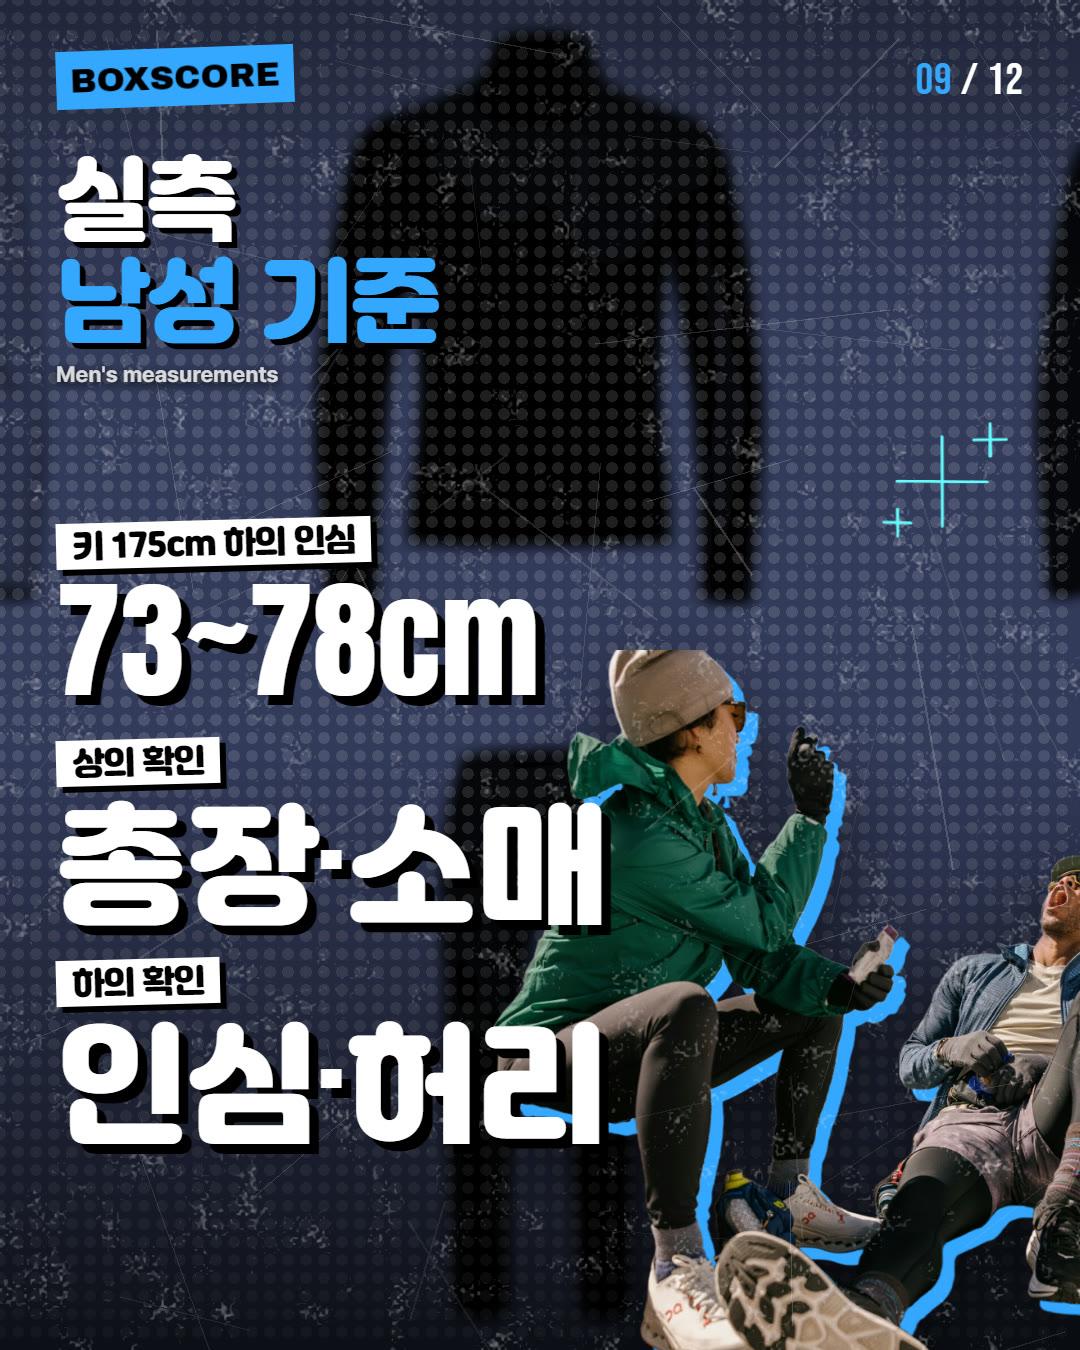 BOXSCORE
09 / 12
실측
남성 기준
Men's measurements
키 175cm 하의 인심
73~78cm
상의 확인
총장·소매
하의 확인
인심·허리